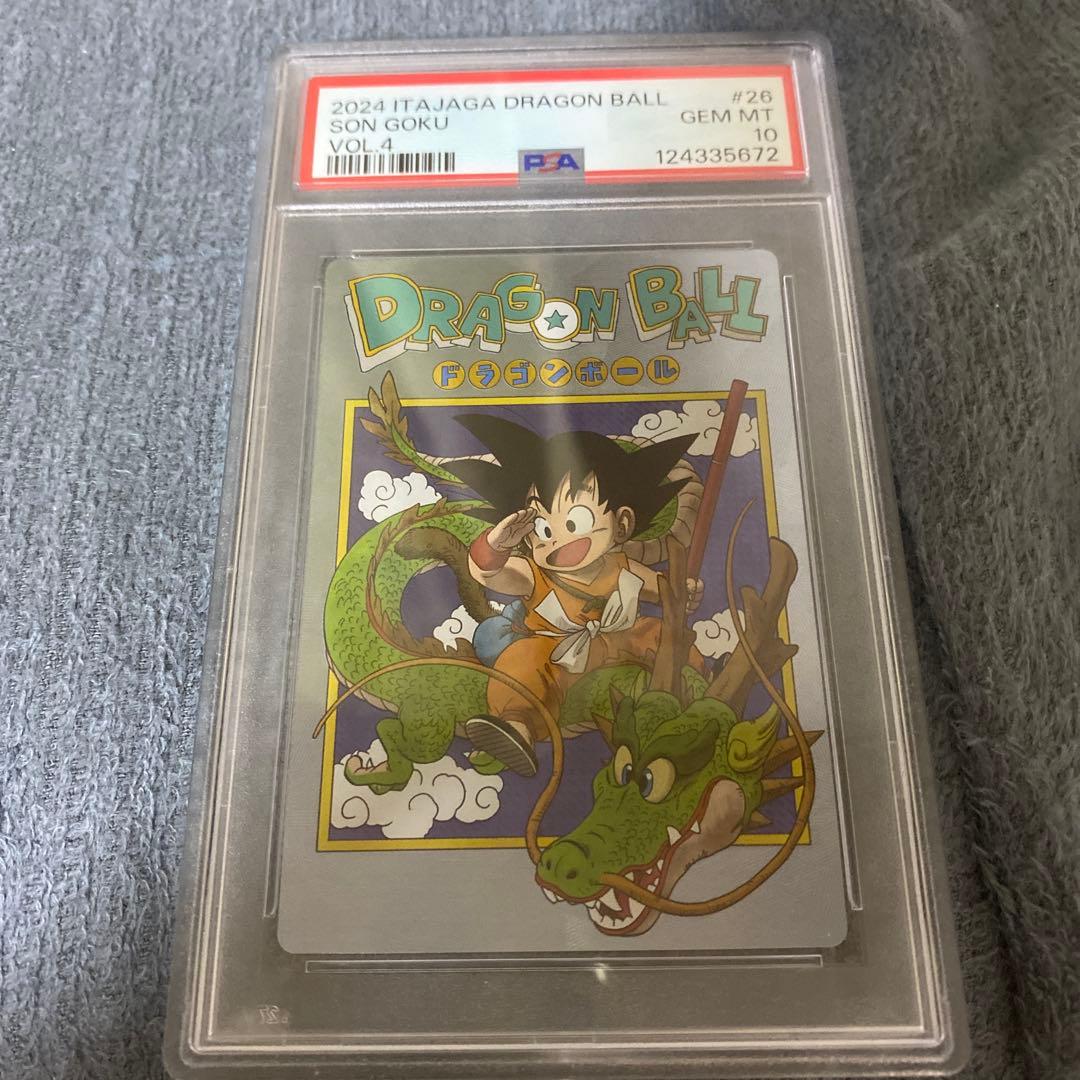 2024 ITAJAGA DRAGON BALL #26
SON GOKU GEM MT
VOL.4 10
PSA 124335672
DRAGON BALL
ドラゴンボール